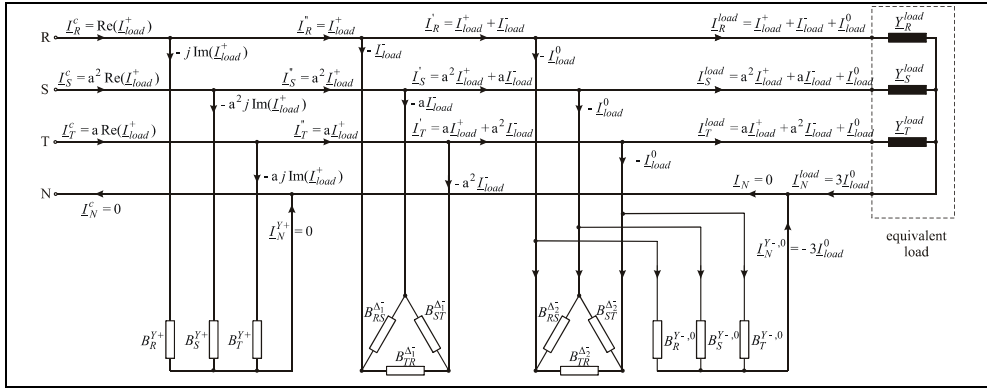 R I_R^c = Re(I_load^+) I_R^" = I_load^+ I_R^' = I_load^+ + I_load^- I_R^load = I_load^+ + I_load^- + I_load^0 Y_R^load
- j Im(I_load^+) - I_load^- - I_load^0
S I_S^c = a^2 Re(I_load^+) I_S^" = a^2 I_load^+ I_S^' = a^2 I_load^+ + a I_load^- I_S^load = a^2 I_load^+ + a I_load^- + I_load^0 Y_S^load
- a^2 j Im(I_load^+) - a I_load^- - I_load^0
T I_T^c = a Re(I_load^+) I_T^" = a I_load^+ I_T^' = a I_load^+ + a^2 I_load^- I_T^load = a I_load^+ + a^2 I_load^- + I_load^0 Y_T^load
- a j Im(I_load^+) - a^2 I_load^- - I_load^0
N I_N = 0 I_N^load = 3I_load^0
I_N^c = 0 I_N^Y+ = 0 I_N^Y-,0 = - 3I_load^0
equivalent
load
B_R^Y+ B_S^Y+ B_T^Y+ B_RS^Δ1- B_ST^Δ1- B_RS^Δ2- B_ST^Δ2- B_R^Y-,0 B_S^Y-,0 B_T^Y-,0
B_TR^Δ1- B_TR^Δ2-